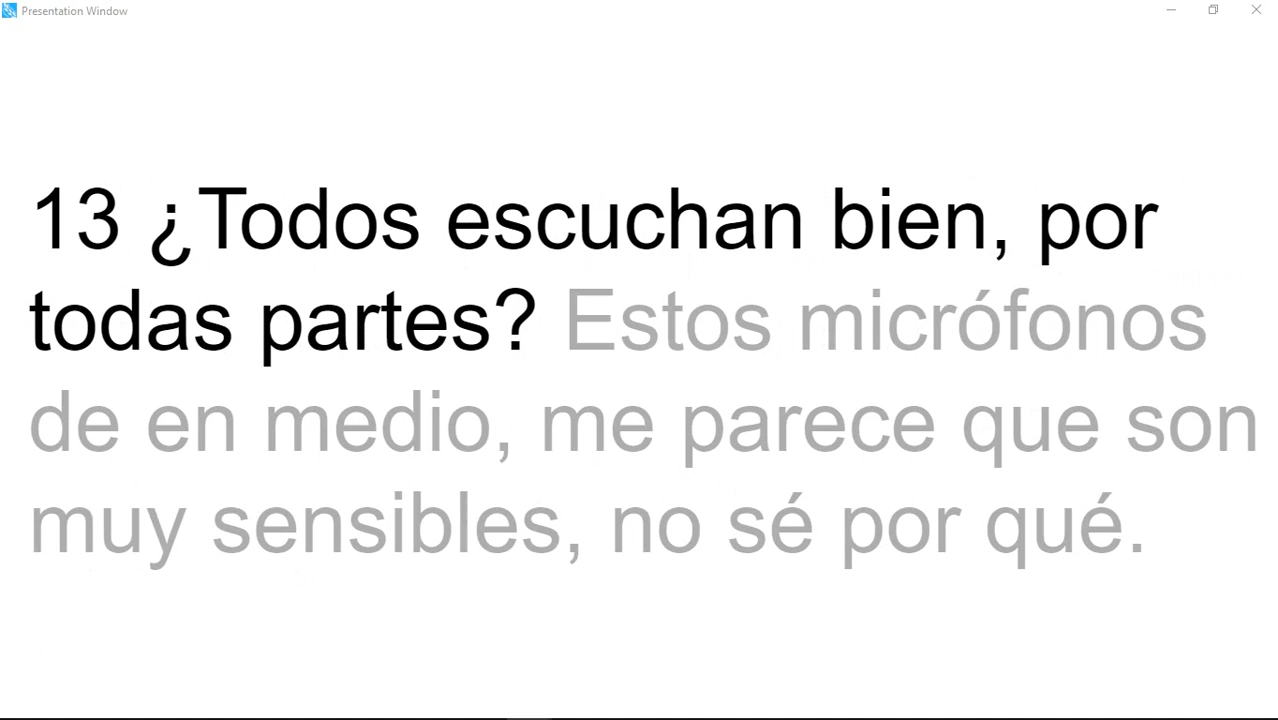 Presentation Window
13 ¿Todos escuchan bien, por
todas partes? Estos micrófonos
de en medio, me parece que son
muy sensibles, no sé por qué.